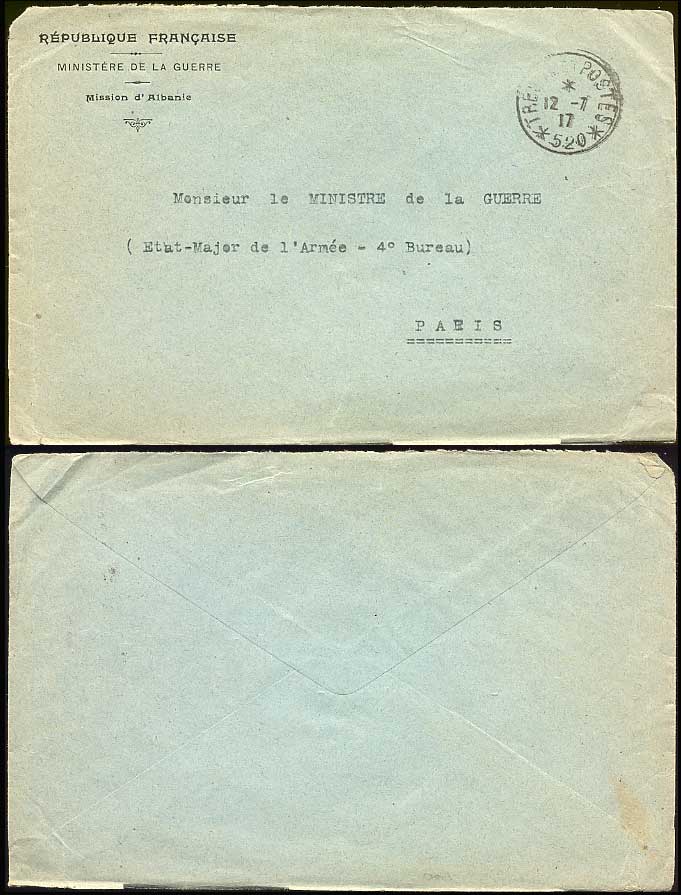 RÉPUBLIQUE FRANÇAISE
MINISTÈRE DE LA GUERRE
Mission d'Albanie
TRESOR ET POSTES
12 -7
17
*520*
Monsieur le MINISTRE de la GUERRE
( Etat-Major de l'Armée - 4° Bureau)
PARIS
===========